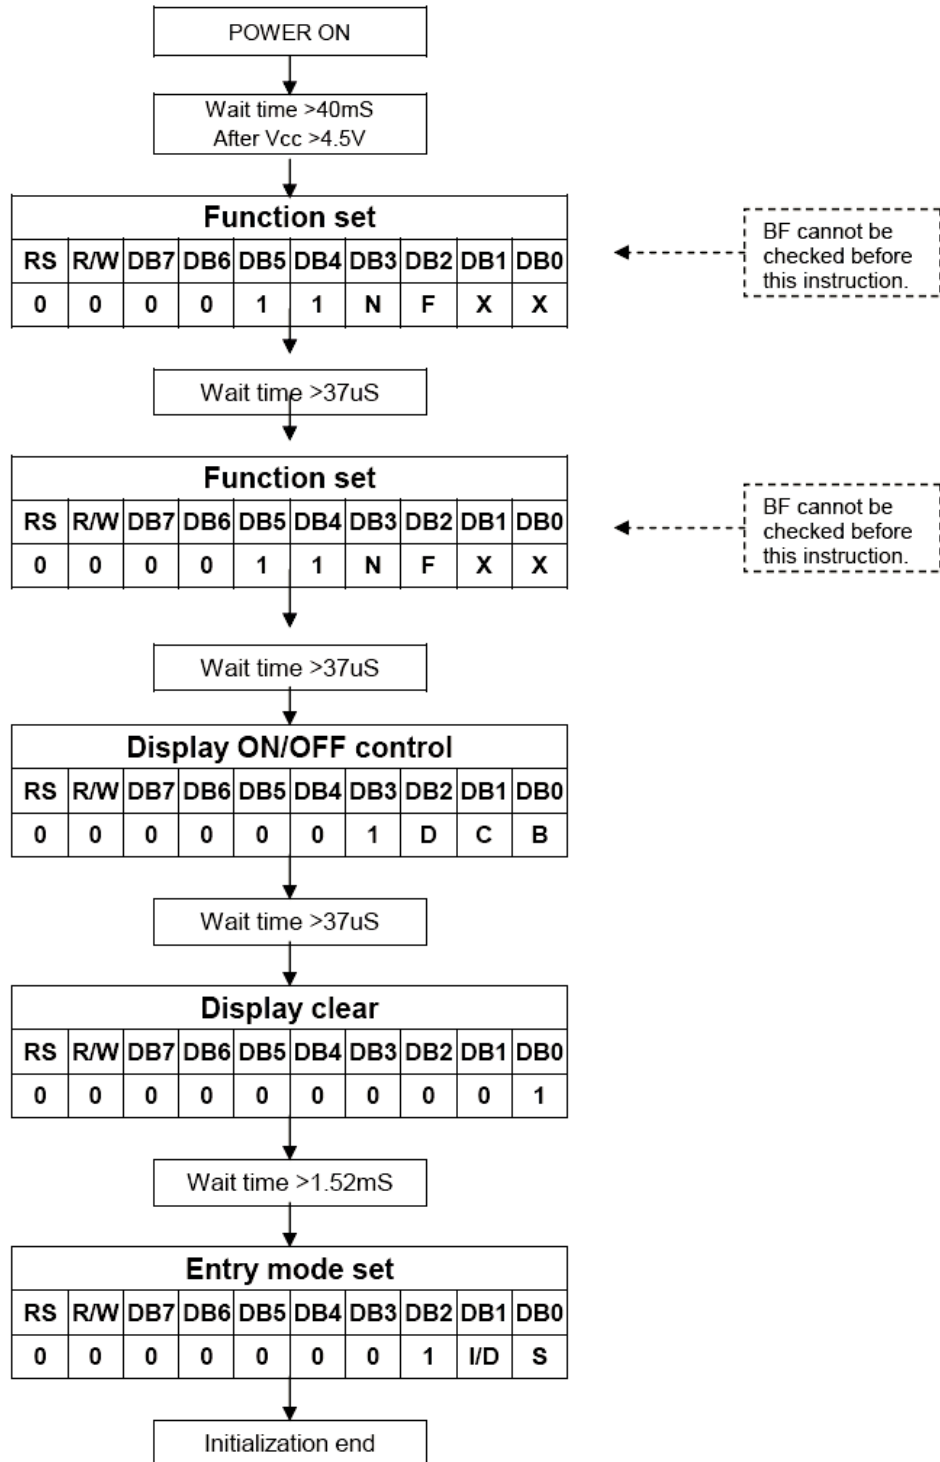 POWER ON
Wait time >40mS
After Vcc >4.5V
Function set
RS R/W DB7 DB6 DB5 DB4 DB3 DB2 DB1 DB0
0 0 0 0 1 1 N F X X
BF cannot be
checked before
this instruction.
Wait time >37uS
Function set
RS R/W DB7 DB6 DB5 DB4 DB3 DB2 DB1 DB0
0 0 0 0 1 1 N F X X
BF cannot be
checked before
this instruction.
Wait time >37uS
Display ON/OFF control
RS R/W DB7 DB6 DB5 DB4 DB3 DB2 DB1 DB0
0 0 0 0 0 0 1 D C B
Wait time >37uS
Display clear
RS R/W DB7 DB6 DB5 DB4 DB3 DB2 DB1 DB0
0 0 0 0 0 0 0 0 0 1
Wait time >1.52mS
Entry mode set
RS R/W DB7 DB6 DB5 DB4 DB3 DB2 DB1 DB0
0 0 0 0 0 0 0 1 I/D S
Initialization end